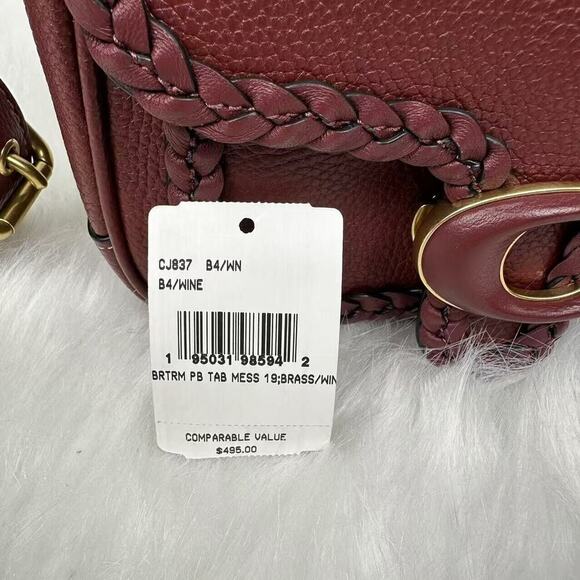 CJ837 B4/WN
B4/WINE
1 95031 98594 2
BRTRM PB TAB MESS 19;BRASS/WIN
COMPARABLE VALUE
$495.00